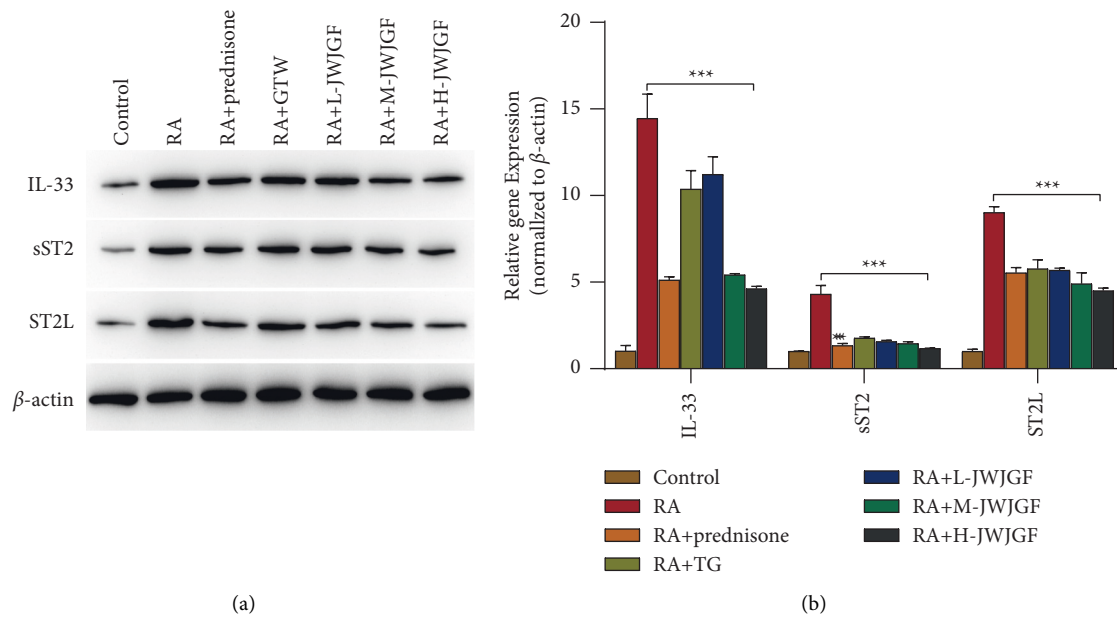 Control
RA
RA+prednisone
RA+GTW
RA+L-JWJGF
RA+M-JWJGF
RA+H-JWJGF
IL-33
sST2
ST2L
β-actin
(a)
Relative gene Expression
(normallzed to β-actin)
20
15
10
5
0
***
***
**
***
IL-33
sST2
ST2L
Control
RA
RA+prednisone
RA+TG
RA+L-JWJGF
RA+M-JWJGF
RA+H-JWJGF
(b)